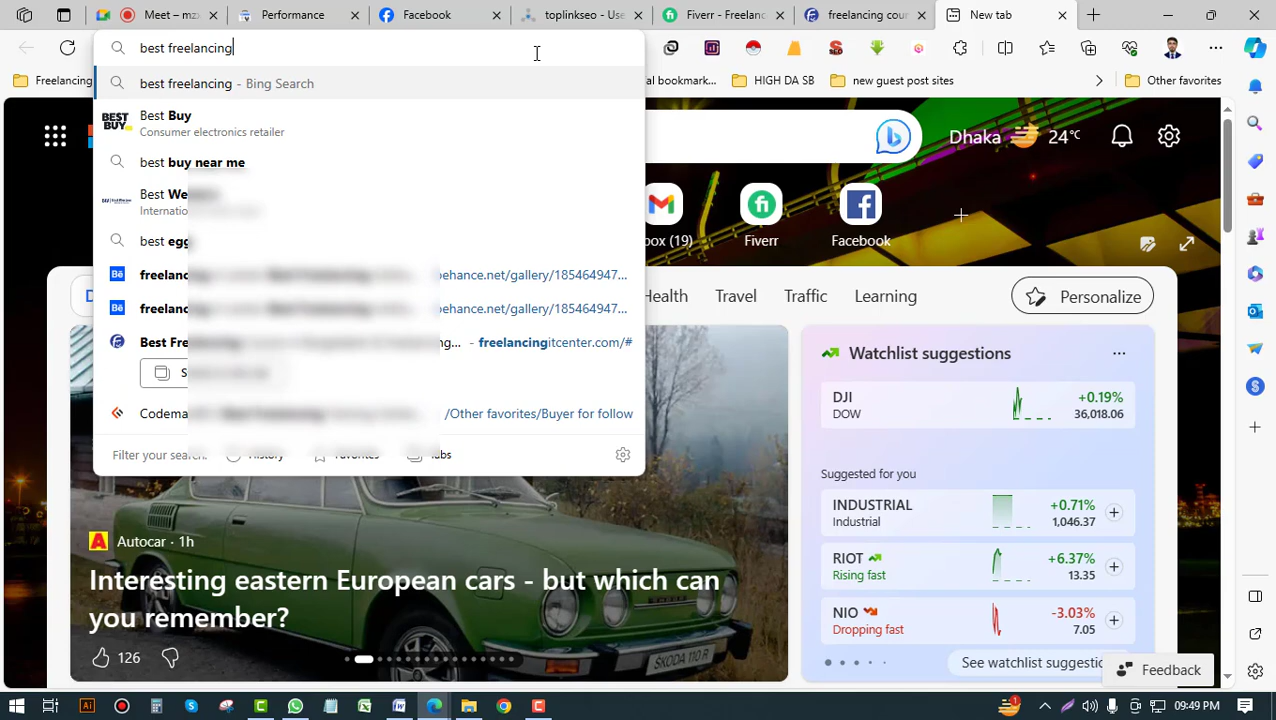 Meet - mz
Performance
Facebook
toplinkseo - Use
Fiverr - Freelanc
freelancing cour
New tab
best freelancing
best freelancing - Bing Search
Best Buy
Consumer electronics retailer
best buy near me
Best
best egg
ehance.net/gallery/185464947...
ehance.net/gallery/185464947...
Best - freelancingitcenter.com/#
/Other favorites/Buyer for follow
Filter your search:
Freelancing
al bookmark...
HIGH DA SB
new guest post sites
Other favorites
Dhaka 24°C
box (19)
Fiverr
Facebook
Health
Travel
Traffic
Learning
Personalize
Autocar · 1h
Interesting eastern European cars - but which can
you remember?
126
ŠKODA 110 R
Watchlist suggestions
DJI +0.19%
DOW 36,018.06
Suggested for you
INDUSTRIAL +0.71%
Industrial 1,046.37
RIOT +6.37%
Rising fast 13.35
NIO -3.03%
Dropping fast 7.05
See watchlist suggestic
Feedback
09:49 PM